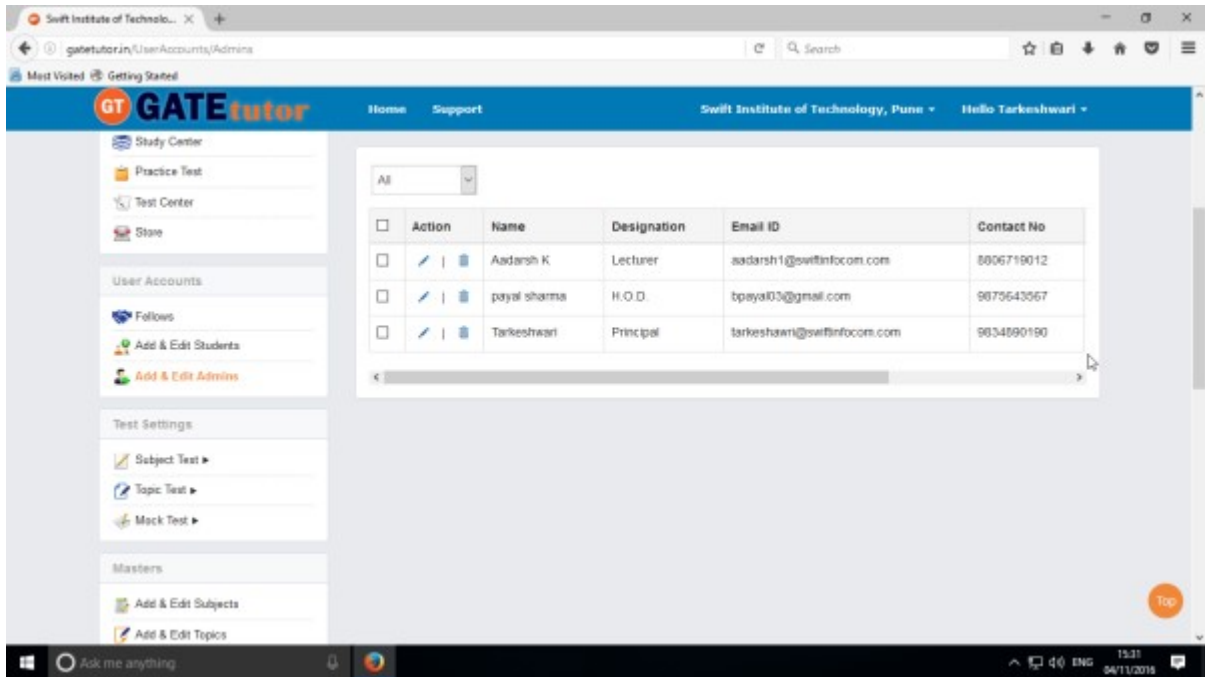 Swift Institute of Technolo...
gatetutor.in/UserAccounts/Admins
Search
Most Visited Getting Started
GT GATEtutor Home Support Swift Institute of Technology, Pune Hello Tarkeshwari
Study Center
Practice Test
Test Center
Store
User Accounts
Fellows
Add & Edit Students
Add & Edit Admins
Test Settings
Subject Test
Topic Test
Mock Test
Masters
Add & Edit Subjects
Add & Edit Topics
All
Action Name Designation Email ID Contact No
| Aadarsh K Lecturer aadarsh1@swiftinfocom.com 8806719012
| payal sharma H.O.D. bpayal03@gmail.com 9875643567
| Tarkeshwari Principal tarkeshawri@swiftinfocom.com 9834890190
Top
Ask me anything
ENG 15:31
04/11/2016